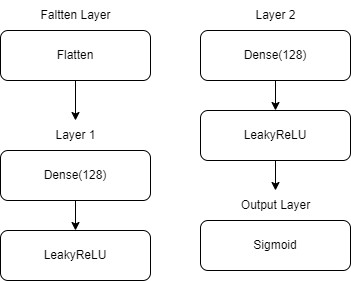 Faltten Layer
Flatten
Layer 1
Dense(128)
LeakyReLU
Layer 2
Dense(128)
LeakyReLU
Output Layer
Sigmoid